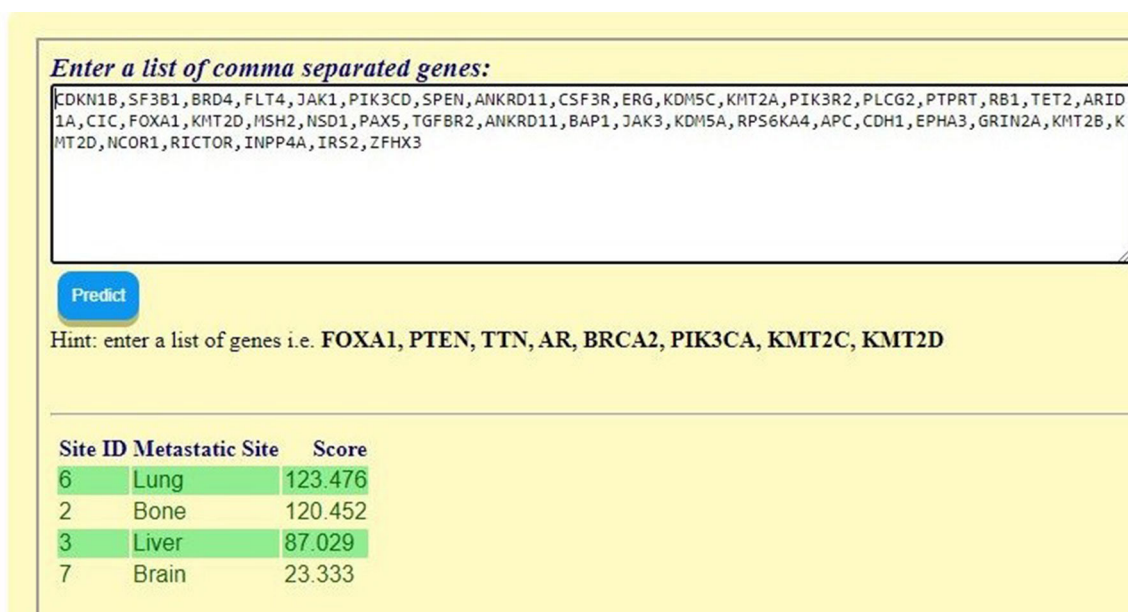 Enter a list of comma separated genes:
CDKN1B,SF3B1,BRD4,FLT4,JAK1,PIK3CD,SPEN,ANKRD11,CSF3R,ERG,KDM5C,KMT2A,PIK3R2,PLCG2,PTPRT,RB1,TET2,ARID
1A,CIC,FOXA1,KMT2D,MSH2,NSD1,PAX5,TGFBR2,ANKRD11,BAP1,JAK3,KDM5A,RPS6KA4,APC,CDH1,EPHA3,GRIN2A,KMT2B,K
MT2D,NCOR1,RICTOR,INPP4A,IRS2,ZFHX3
Predict
Hint: enter a list of genes i.e. FOXA1, PTEN, TTN, AR, BRCA2, PIK3CA, KMT2C, KMT2D
Site ID Metastatic Site Score
6 Lung 123.476
2 Bone 120.452
3 Liver 87.029
7 Brain 23.333